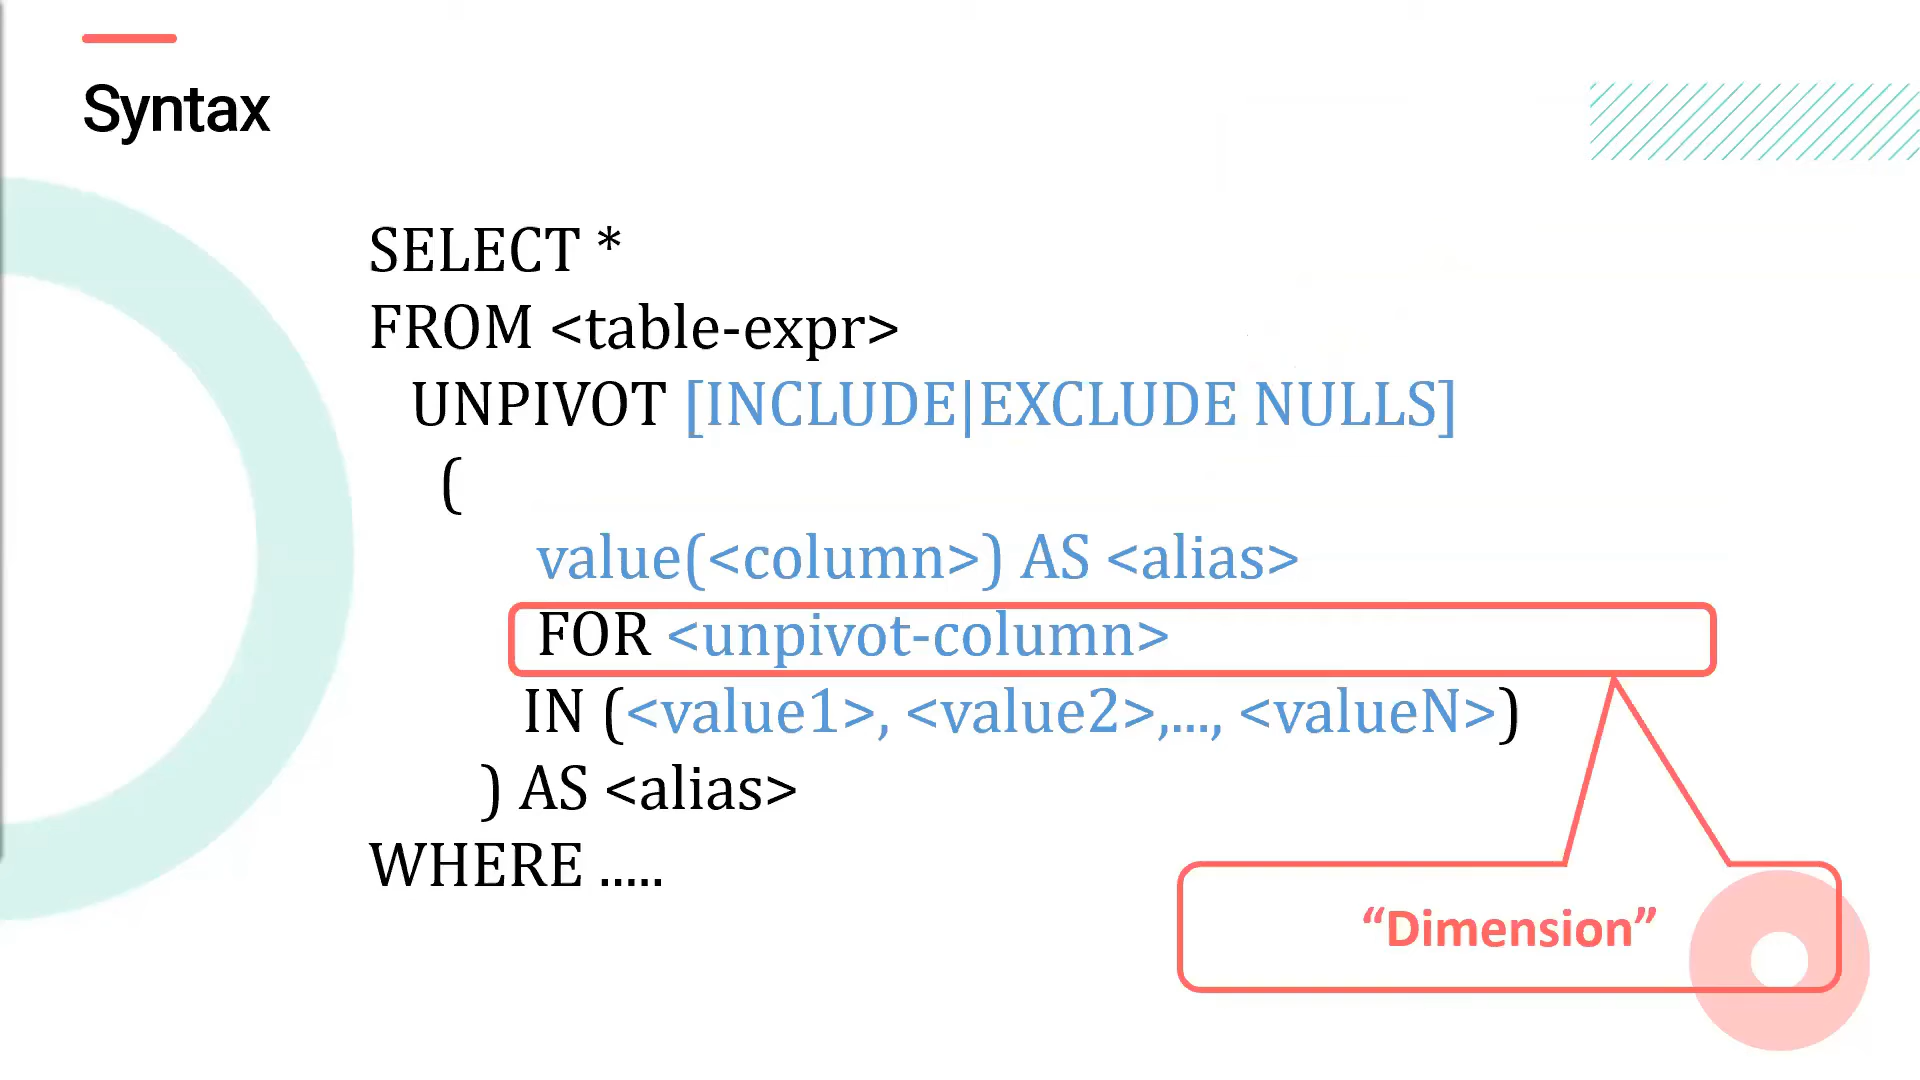 Syntax
SELECT *
FROM <table-expr>
UNPIVOT [INCLUDE|EXCLUDE NULLS]
(
value(<column>) AS <alias>
FOR <unpivot-column>
IN (<value1>, <value2>,..., <valueN>)
) AS <alias>
WHERE .....
“Dimension”